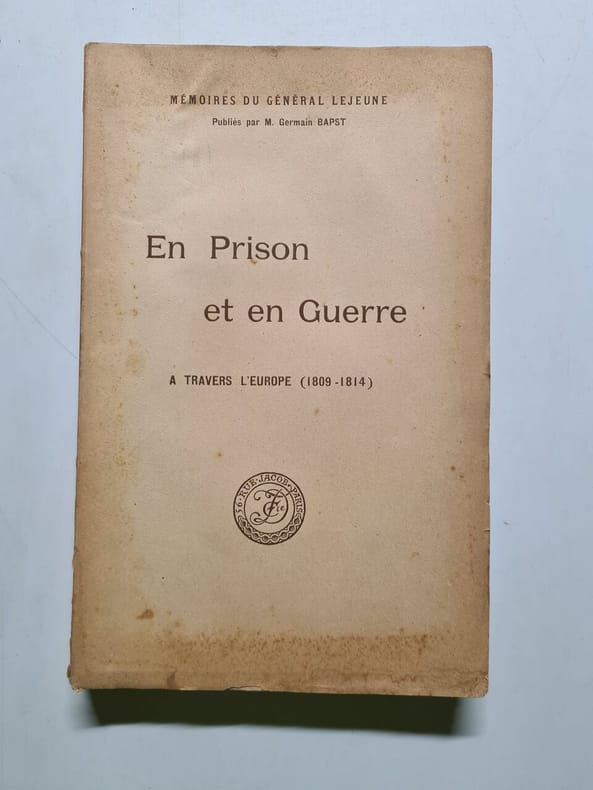 MÉMOIRES DU GÉNÉRAL LEJEUNE
Publiés par M. Germain BAPST
En Prison
et en Guerre
A TRAVERS L'EUROPE (1809-1814)
56·RUE·JACOB·PARIS